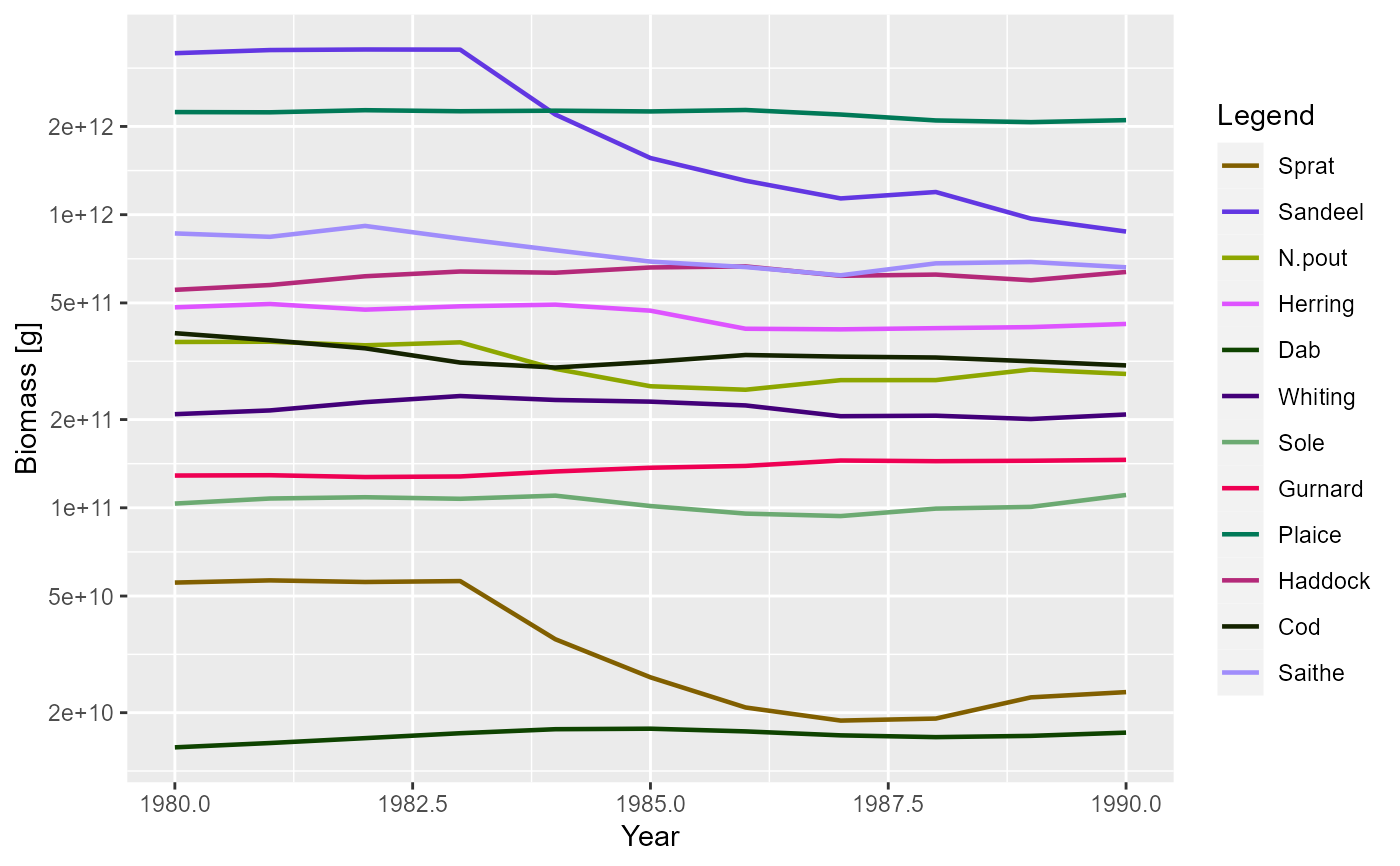 2e+12
1e+12
5e+11
2e+11
1e+11
5e+10
2e+10
Biomass [g]
1980.0 1982.5 1985.0 1987.5 1990.0
Year
Legend
Sprat
Sandeel
N.pout
Herring
Dab
Whiting
Sole
Gurnard
Plaice
Haddock
Cod
Saithe